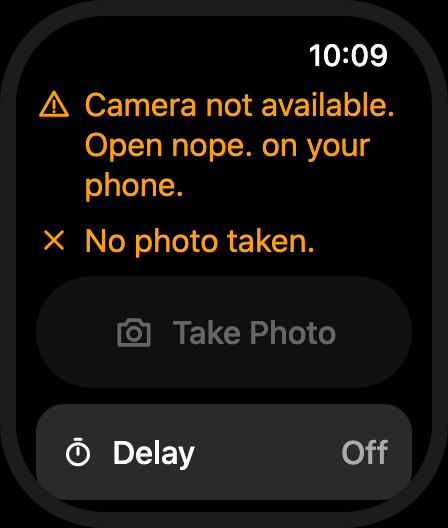 10:09
Camera not available.
Open nope. on your
phone.
No photo taken.
Take Photo
Delay Off